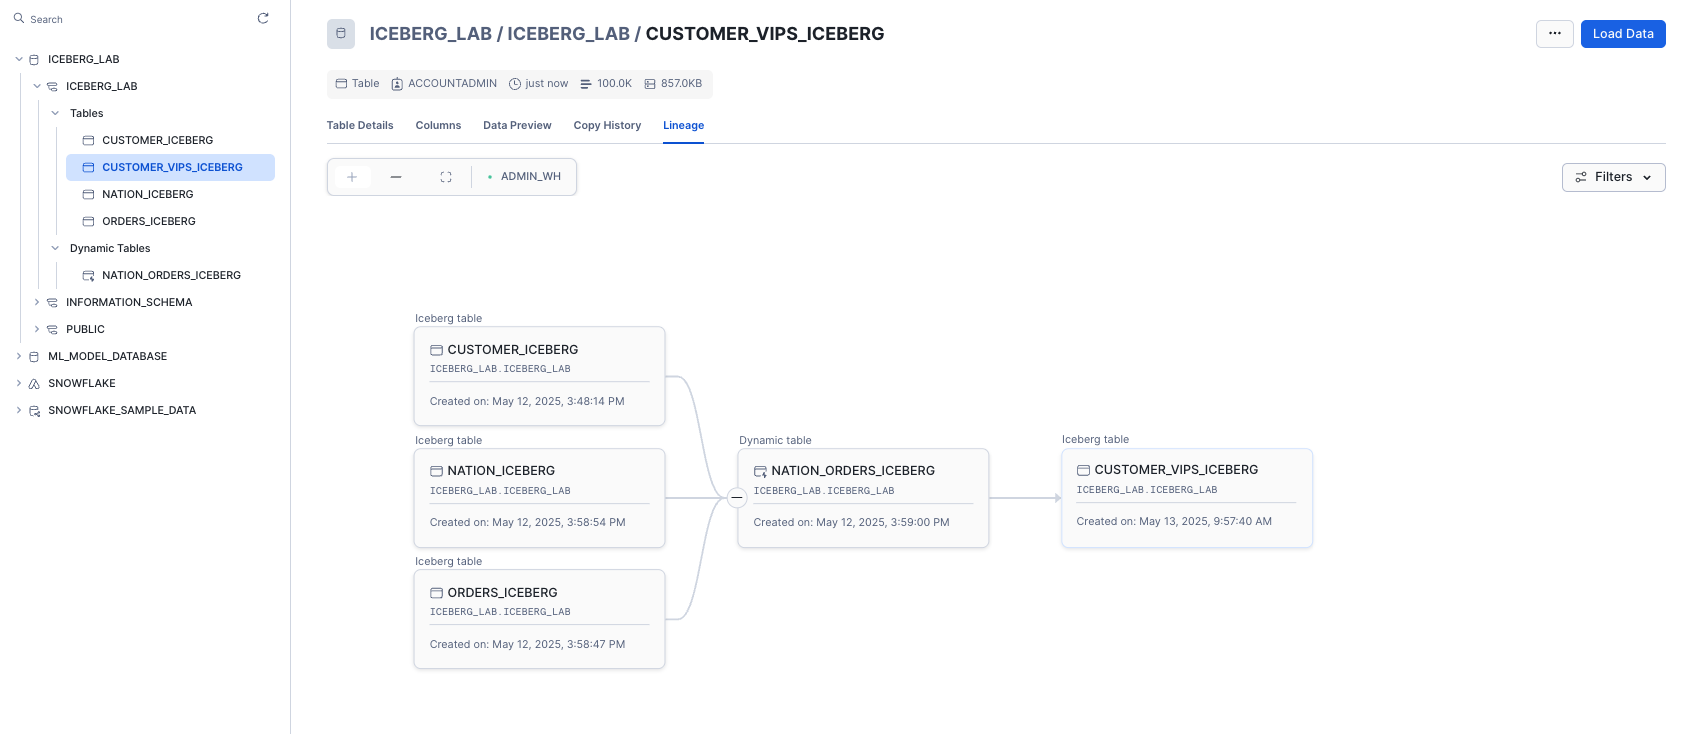 Search
ICEBERG_LAB
ICEBERG_LAB
Tables
CUSTOMER_ICEBERG
CUSTOMER_VIPS_ICEBERG
NATION_ICEBERG
ORDERS_ICEBERG
Dynamic Tables
NATION_ORDERS_ICEBERG
INFORMATION_SCHEMA
PUBLIC
ML_MODEL_DATABASE
SNOWFLAKE
SNOWFLAKE_SAMPLE_DATA
ICEBERG_LAB / ICEBERG_LAB / CUSTOMER_VIPS_ICEBERG
... Load Data
Table ACCOUNTADMIN just now 100.0K 857.0KB
Table Details Columns Data Preview Copy History Lineage
ADMIN_WH
Filters
Iceberg table
CUSTOMER_ICEBERG
ICEBERG_LAB.ICEBERG_LAB
Created on: May 12, 2025, 3:48:14 PM
Iceberg table
NATION_ICEBERG
ICEBERG_LAB.ICEBERG_LAB
Created on: May 12, 2025, 3:58:54 PM
Iceberg table
ORDERS_ICEBERG
ICEBERG_LAB.ICEBERG_LAB
Created on: May 12, 2025, 3:58:47 PM
Dynamic table
NATION_ORDERS_ICEBERG
ICEBERG_LAB.ICEBERG_LAB
Created on: May 12, 2025, 3:59:00 PM
Iceberg table
CUSTOMER_VIPS_ICEBERG
ICEBERG_LAB.ICEBERG_LAB
Created on: May 13, 2025, 9:57:40 AM